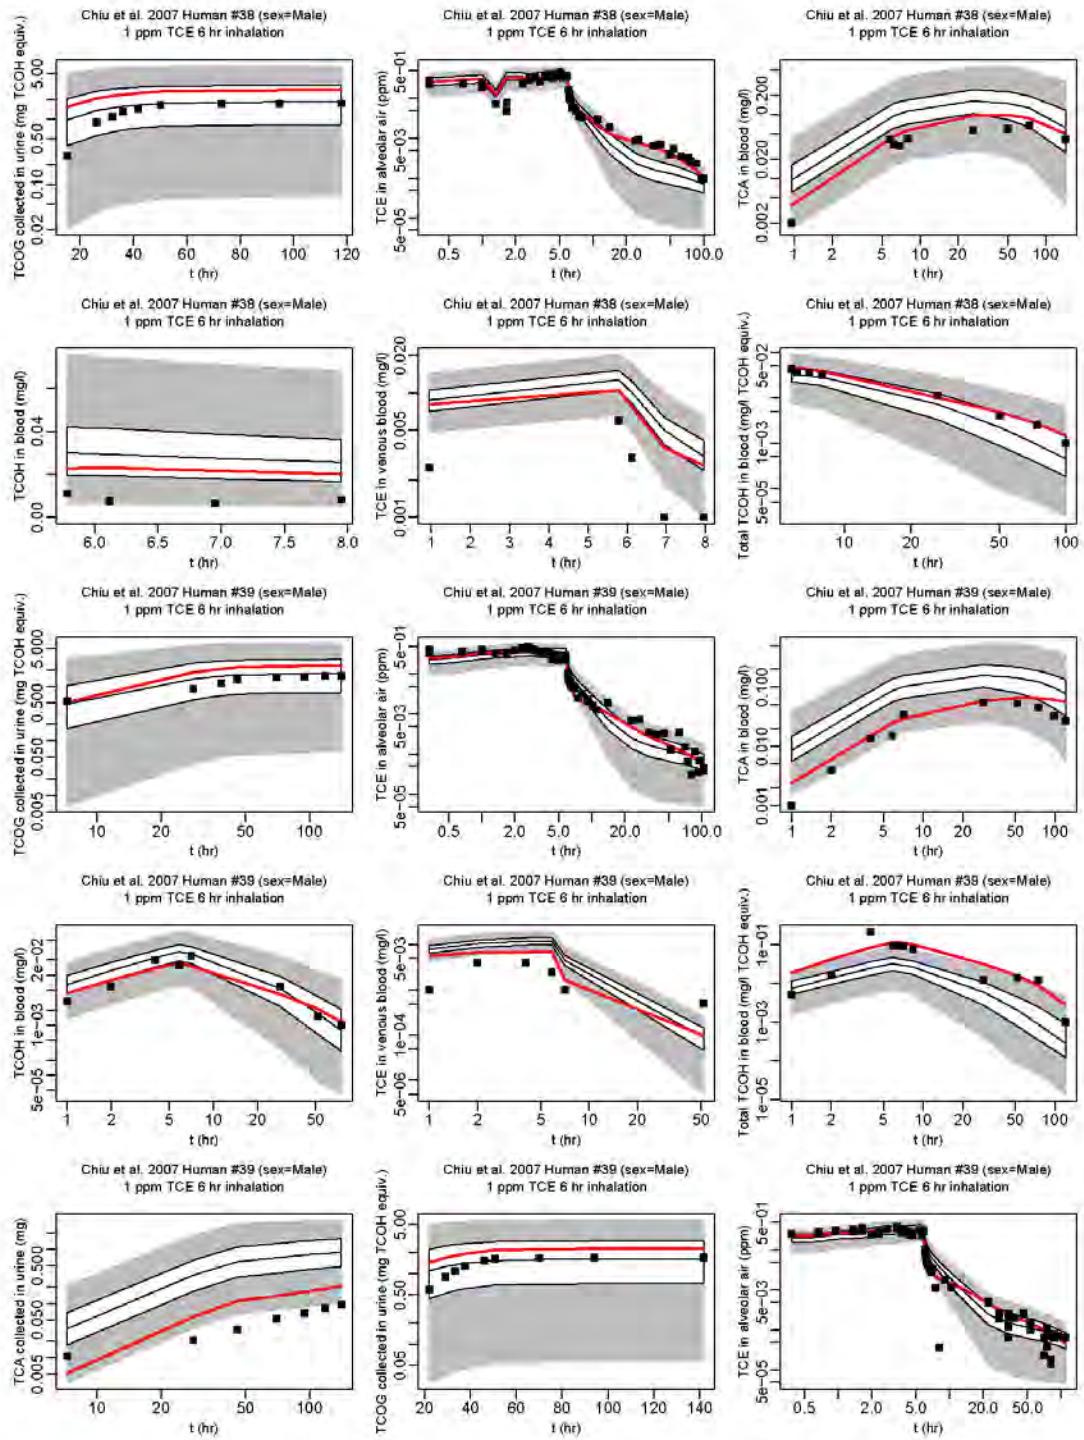 Chiu et al. 2007 Human #38 (sex=Male)
1 ppm TCE 6 hr inhalation
TCOG collected in urine (mg TCOH equiv.)
5.00
0.50
0.10
0.02
20 40 60 80 100 120
t (hr)
Chiu et al. 2007 Human #38 (sex=Male)
1 ppm TCE 6 hr inhalation
TCE in alveolar air (ppm)
5e-01
5e-03
5e-05
0.5 2.0 5.0 20.0 100.0
t (hr)
Chiu et al. 2007 Human #38 (sex=Male)
1 ppm TCE 6 hr inhalation
TCA in blood (mg/l)
0.200
0.020
0.002
1 2 5 10 20 50 100
t (hr)
Chiu et al. 2007 Human #38 (sex=Male)
1 ppm TCE 6 hr inhalation
TCOH in blood (mg/l)
0.04
0.00
6.0 6.5 7.0 7.5 8.0
t (hr)
Chiu et al. 2007 Human #38 (sex=Male)
1 ppm TCE 6 hr inhalation
TCE in venous blood (mg/l)
0.020
0.005
0.001
1 2 3 4 5 6 7 8
t (hr)
Chiu et al. 2007 Human #38 (sex=Male)
1 ppm TCE 6 hr inhalation
Total TCOH in blood (mg/l TCOH equiv.)
5e-02
1e-03
5e-05
10 20 50 100
t (hr)
Chiu et al. 2007 Human #39 (sex=Male)
1 ppm TCE 6 hr inhalation
TCOG collected in urine (mg TCOH equiv.)
5.000
0.500
0.050
0.005
10 20 50 100
t (hr)
Chiu et al. 2007 Human #39 (sex=Male)
1 ppm TCE 6 hr inhalation
TCE in alveolar air (ppm)
5e-01
5e-03
5e-05
0.5 2.0 5.0 20.0 100.0
t (hr)
Chiu et al. 2007 Human #39 (sex=Male)
1 ppm TCE 6 hr inhalation
TCA in blood (mg/l)
0.100
0.010
0.001
1 2 5 10 20 50 100
t (hr)
Chiu et al. 2007 Human #39 (sex=Male)
1 ppm TCE 6 hr inhalation
TCOH in blood (mg/l)
2e-02
1e-03
5e-05
1 2 5 10 20 50
t (hr)
Chiu et al. 2007 Human #39 (sex=Male)
1 ppm TCE 6 hr inhalation
TCE in venous blood (mg/l)
5e-03
1e-04
5e-06
1 2 5 10 20 50
t (hr)
Chiu et al. 2007 Human #39 (sex=Male)
1 ppm TCE 6 hr inhalation
Total TCOH in blood (mg/l TCOH equiv.)
1e-01
1e-03
1e-05
1 2 5 10 20 50 100
t (hr)
Chiu et al. 2007 Human #39 (sex=Male)
1 ppm TCE 6 hr inhalation
TCA collected in urine (mg)
0.500
0.050
0.005
10 20 50 100
t (hr)
Chiu et al. 2007 Human #39 (sex=Male)
1 ppm TCE 6 hr inhalation
TCOG collected in urine (mg TCOH equiv.)
5.00
0.50
0.05
20 40 60 80 100 120 140
t (hr)
Chiu et al. 2007 Human #39 (sex=Male)
1 ppm TCE 6 hr inhalation
TCE in alveolar air (ppm)
5e-01
5e-03
5e-05
0.5 2.0 5.0 20.0 50.0
t (hr)